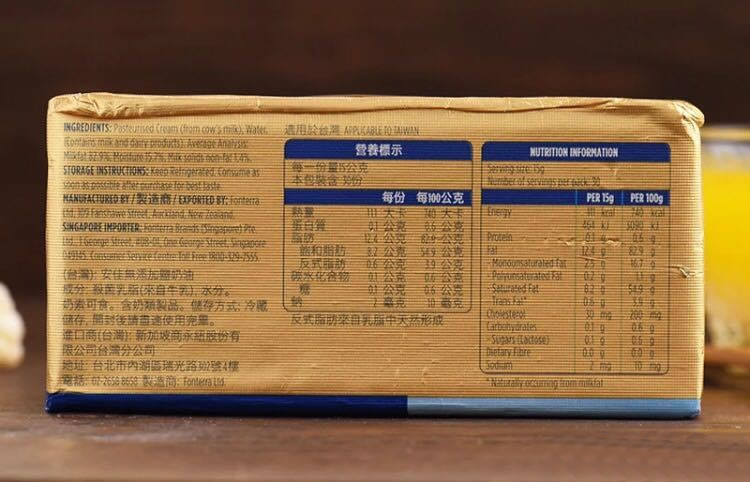 INGREDIENTS: Pasteurised Cream (from cow's milk), Water.
(Contains milk and dairy products). Average Analysis:
Milkfat 82.9%, Moisture 15.7%, Milk solids non-fat 1.4%.
STORAGE INSTRUCTIONS: Keep Refrigerated. Consume as
soon as possible after purchase for best taste.
MANUFACTURED BY / 製造商 / EXPORTED BY: Fonterra
Ltd, 109 Fanshawe Street, Auckland, New Zealand.
SINGAPORE IMPORTER: Fonterra Brands (Singapore) Pte.
Ltd., 1 George Street, #08-01, One George Street, Singapore
049145. Consumer Service Centre Toll Free 1800-329-7555.
(台灣): 安佳無添加鹽奶油
成分: 殺菌乳脂(來自牛乳) 水分。
奶素可食。含奶類製品。儲存方式: 冷藏
儲存, 開封後請盡速使用完畢。
進口商(台灣): 新加坡商永紐股份有
限公司台灣分公司
地址: 台北市內湖區瑞光路302號4樓
電話: 02-2658 8658 製造商: Fonterra Ltd.
適用於台灣 APPLICABLE TO TAIWAN
營養標示
每一份量15公克
本包裝含 30份
每份 每100公克
熱量 111 大卡 740 大卡
蛋白質 0.1 公克 0.6 公克
脂肪 12.4 公克 82.9 公克
飽和脂肪 8.2 公克 54.9 公克
反式脂肪 0.6 公克 3.9 公克
碳水化合物 0.1 公克 0.6 公克
糖 0.1 公克 0.6 公克
鈉 2 毫克 10 毫克
反式脂肪來自乳脂中天然形成
NUTRITION INFORMATION
Serving size: 15g
Number of servings per pack: 30
PER 15g PER 100g
Energy 111 kcal 740 kcal
464 kJ 3090 kJ
Protein 0.1 g 0.6 g
Fat 12.4 g 82.9 g
- Monounsaturated Fat 2.5 g 16.7 g
- Polyunsaturated Fat 0.2 g g
- Saturated Fat 8.2 g 54.9 g
- Trans Fat* 0.6 g 3.9 g
Cholesterol 30 mg 200 mg
Carbohydrates 0.1 g 0.6 g
- Sugars (Lactose) 0.1 g 0.6 g
Dietary Fibre 0.0 g 0.0 g
Sodium 2 mg 10 mg
* Naturally occurring from milkfat